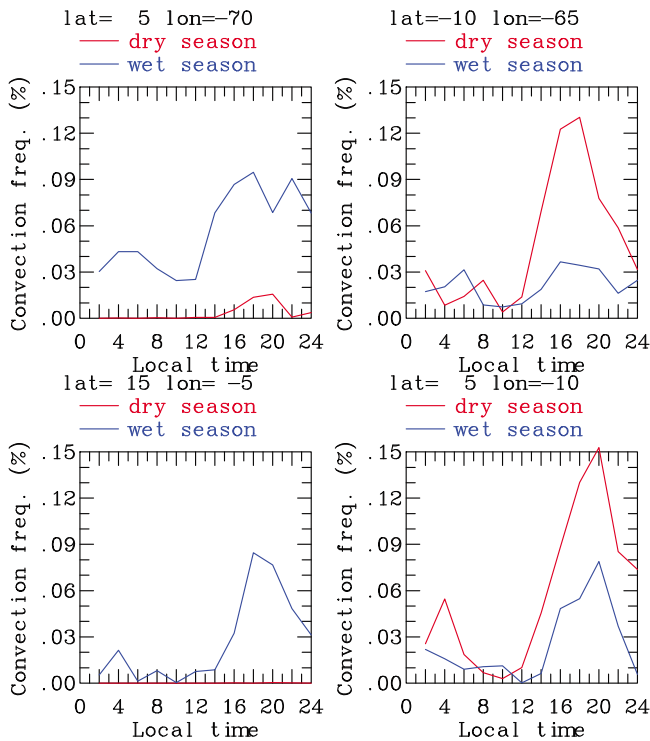 lat=  5 lon=−70
dry season
wet season
Convection freq. (%)
.15
.12
.09
.06
.03
.00
0 4 8 12 16 20 24
Local time
lat=−10 lon=−65
dry season
wet season
Convection freq. (%)
.15
.12
.09
.06
.03
.00
0 4 8 12 16 20 24
Local time
lat= 15 lon= −5
dry season
wet season
Convection freq. (%)
.15
.12
.09
.06
.03
.00
0 4 8 12 16 20 24
Local time
lat=  5 lon=−10
dry season
wet season
Convection freq. (%)
.15
.12
.09
.06
.03
.00
0 4 8 12 16 20 24
Local time